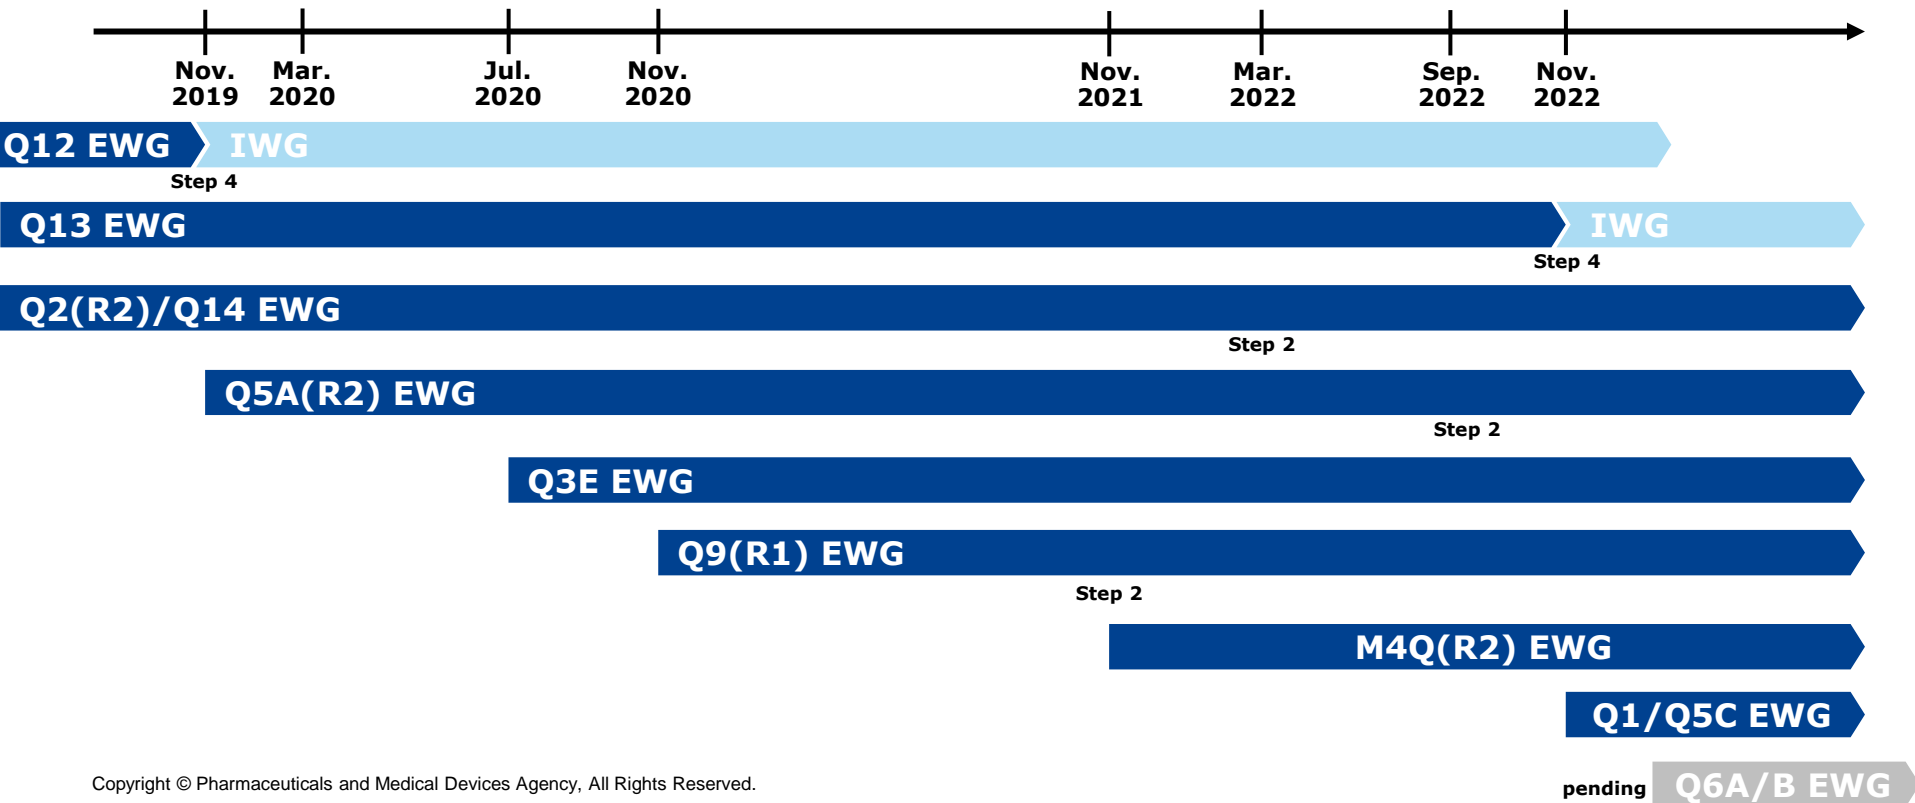 Nov. 2019
Mar. 2020
Jul. 2020
Nov. 2020
Nov. 2021
Mar. 2022
Sep. 2022
Nov. 2022
Q12 EWG
IWG
Step 4
Q13 EWG
IWG
Step 4
Q2(R2)/Q14 EWG
Step 2
Q5A(R2) EWG
Step 2
Q3E EWG
Q9(R1) EWG
Step 2
M4Q(R2) EWG
Q1/Q5C EWG
pending
Q6A/B EWG
Copyright © Pharmaceuticals and Medical Devices Agency, All Rights Reserved.